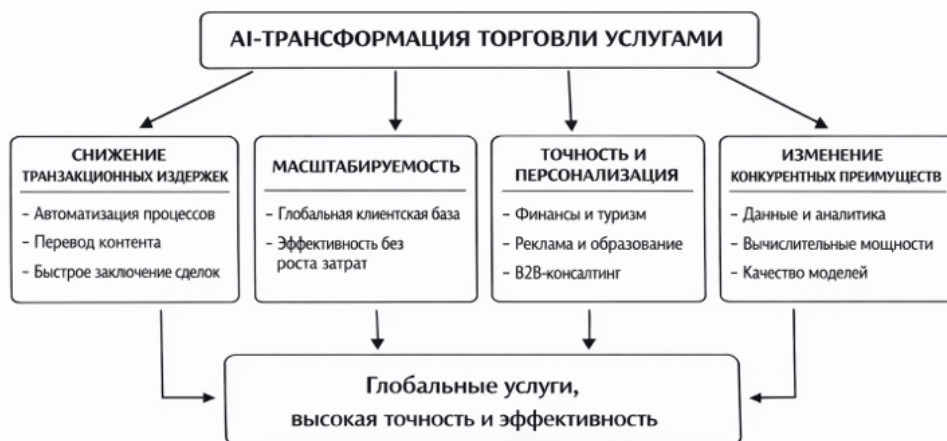 AI-ТРАНСФОРМАЦИЯ ТОРГОВЛИ УСЛУГАМИ
СНИЖЕНИЕ
ТРАНЗАКЦИОННЫХ ИЗДЕРЖЕК
– Автоматизация процессов
– Перевод контента
– Быстрое заключение сделок
МАСШТАБИРУЕМОСТЬ
– Глобальная клиентская база
– Эффективность без
роста затрат
ТОЧНОСТЬ И
ПЕРСОНАЛИЗАЦИЯ
– Финансы и туризм
– Реклама и образование
– B2B-консалтинг
ИЗМЕНЕНИЕ
КОНКУРЕНТНЫХ ПРЕИМУЩЕСТВ
– Данные и аналитика
– Вычислительные мощности
– Качество моделей
Глобальные услуги,
высокая точность и эффективность